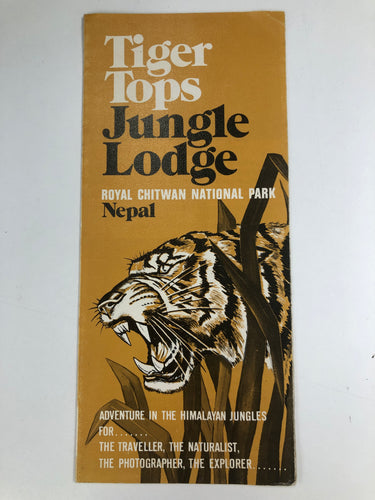 Tiger
Tops
Jungle
Lodge
ROYAL CHITWAN NATIONAL PARK
Nepal
ADVENTURE IN THE HIMALAYAN JUNGLES
FOR.......
THE TRAVELLER, THE NATURALIST,
THE PHOTOGRAPHER, THE EXPLORER.......